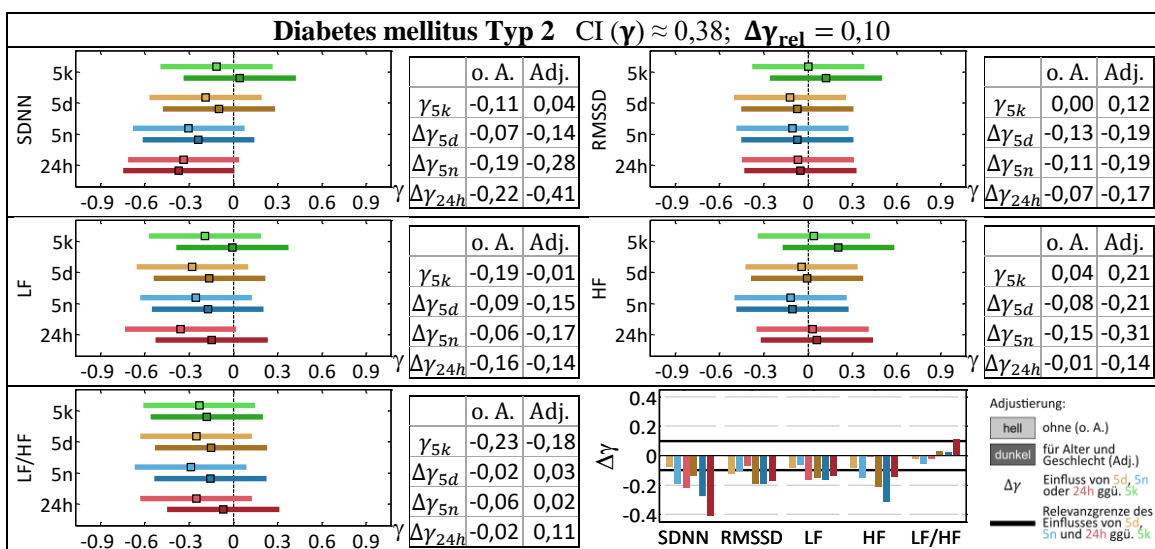 Diabetes mellitus Typ 2 CI (γ) ≈ 0,38; Δγrel = 0,10
SDNN
5k
5d
5n
24h
-0.9 -0.6 -0.3 0 0.3 0.6 0.9 γ
o. A. Adj.
γ5k -0,11 0,04
Δγ5d -0,07 -0,14
Δγ5n -0,19 -0,28
Δγ24h -0,22 -0,41
RMSSD
5k
5d
5n
24h
-0.9 -0.6 -0.3 0 0.3 0.6 0.9 γ
o. A. Adj.
γ5k 0,00 0,12
Δγ5d -0,13 -0,19
Δγ5n -0,11 -0,19
Δγ24h -0,07 -0,17
LF
5k
5d
5n
24h
-0.9 -0.6 -0.3 0 0.3 0.6 0.9 γ
o. A. Adj.
γ5k -0,19 -0,01
Δγ5d -0,09 -0,15
Δγ5n -0,06 -0,17
Δγ24h -0,16 -0,14
HF
5k
5d
5n
24h
-0.9 -0.6 -0.3 0 0.3 0.6 0.9 γ
o. A. Adj.
γ5k 0,04 0,21
Δγ5d -0,08 -0,21
Δγ5n -0,15 -0,31
Δγ24h -0,01 -0,14
LF/HF
5k
5d
5n
24h
-0.9 -0.6 -0.3 0 0.3 0.6 0.9 γ
o. A. Adj.
γ5k -0,23 -0,18
Δγ5d -0,02 0,03
Δγ5n -0,06 0,02
Δγ24h -0,02 0,11
Δγ
0.4
0.2
0
-0.2
-0.4
SDNN RMSSD LF HF LF/HF
Adjustierung:
hell ohne (o. A.)
dunkel für Alter und
Geschlecht (Adj.)
Δγ Einfluss von 5d, 5n
oder 24h ggü. 5k
Relevanzgrenze des
Einflusses von 5d,
5n und 24h ggü. 5k